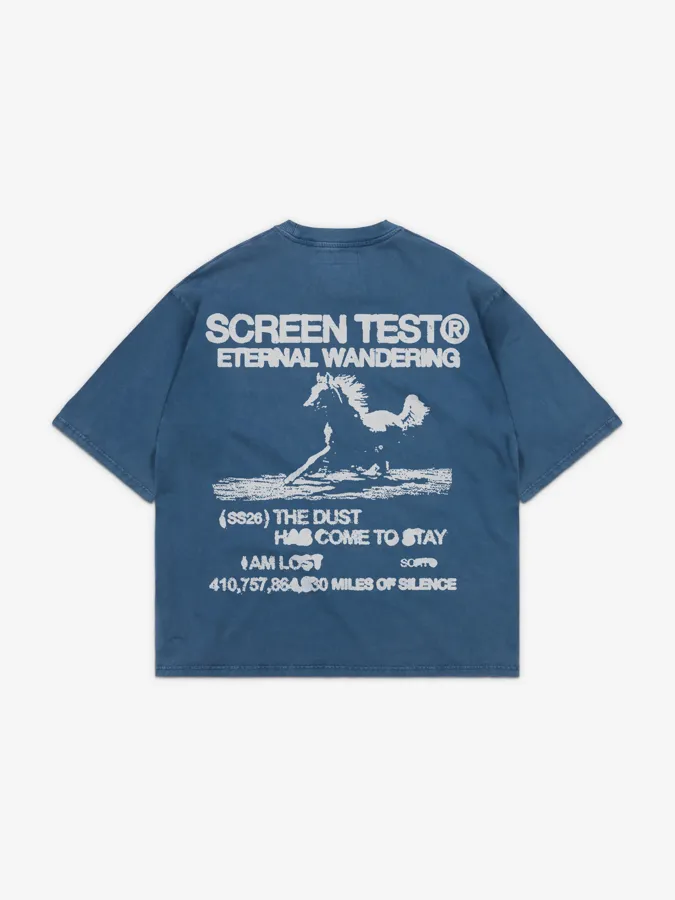 SCREEN TEST®
ETERNAL WANDERING
(SS26) THE DUST
HAS COME TO STAY
I AM LOST
410,757,864,530 MILES OF SILENCE